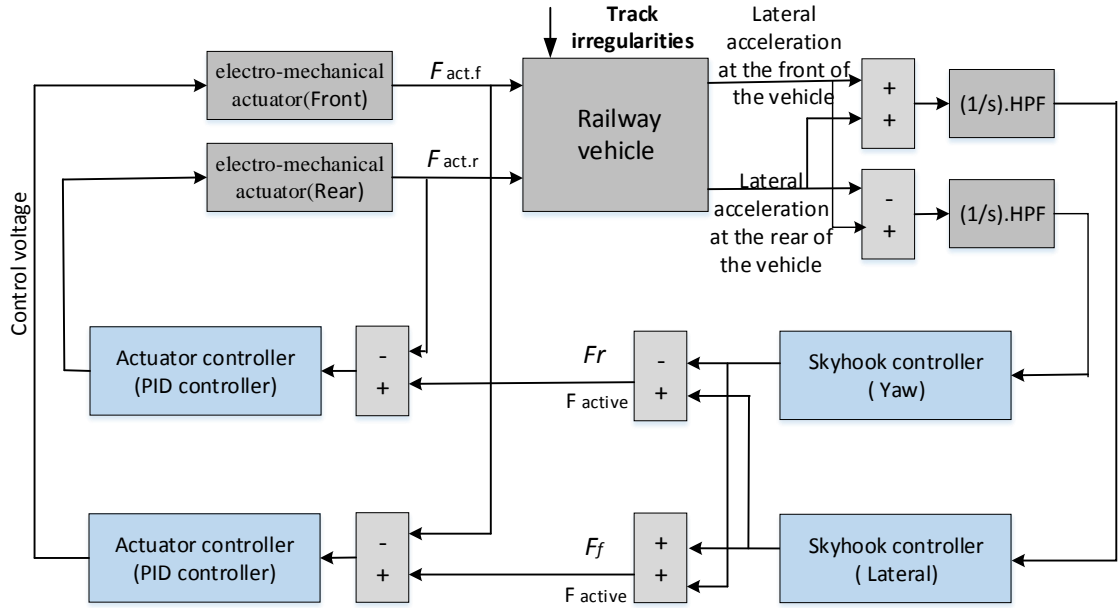 Track
irregularities
Lateral
acceleration
at the front of
the vehicle
electro-mechanical
actuator(Front)
F act.f
Railway
vehicle
+
+
(1/s).HPF
electro-mechanical
actuator(Rear)
F act.r
Lateral
acceleration
at the rear of
the vehicle
-
+
(1/s).HPF
Control voltage
Actuator controller
(PID controller)
-
+
Fr
F active
-
+
Skyhook controller
( Yaw)
Actuator controller
(PID controller)
-
+
Ff
F active
+
+
Skyhook controller
( Lateral)